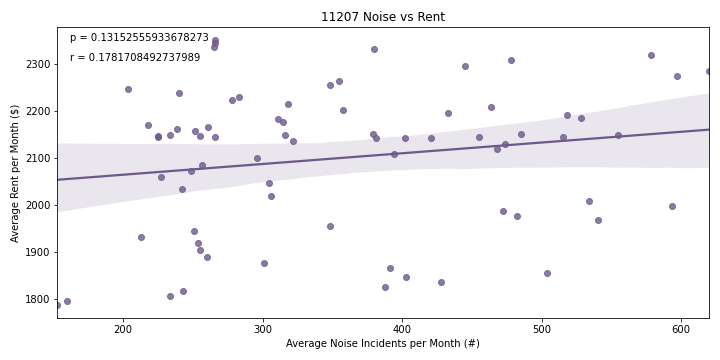 11207 Noise vs Rent
p = 0.13152555933678273
r = 0.1781708492737989
Average Rent per Month ($)
2300
2200
2100
2000
1900
1800
200
300
400
500
600
Average Noise Incidents per Month (#)